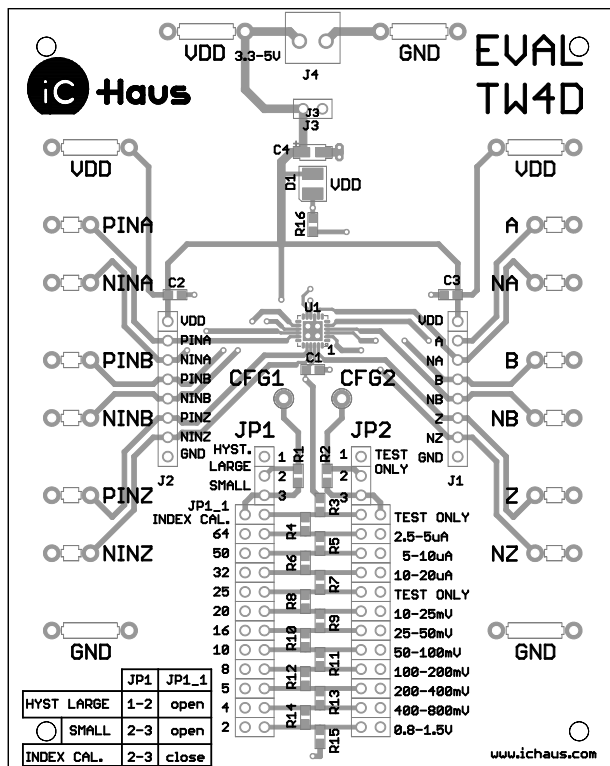 VDD 3.3-5V J4 GND
EVAL
TW4D
iC Haus
J3
J3
C4
D1 VDD
R16
VDD
VDD
PINA
A
NINA
NA
C2
C3
U1
1
C1
VDD
PINA
NINA
PINB
NINB
PINZ
NINZ
GND
J2
VDD
A
NA
B
NB
Z
NZ
GND
J1
PINB
B
NINB
NB
PINZ
Z
NINZ
NZ
CFG1 CFG2
JP1 JP2
HYST. 1
LARGE 2
SMALL 3
R1 R2
1 TEST
2 ONLY
3
JP1_1
INDEX CAL.
64
50
32
25
20
16
10
8
5
4
2
R3
R4
R5
R6
R7
R8
R9
R10
R11
R12
R13
R14
R15
TEST ONLY
2.5-5uA
5-10uA
10-20uA
TEST ONLY
10-25mV
25-50mV
50-100mV
100-200mV
200-400mV
400-800mV
0.8-1.5V
GND
GND
JP1 JP1_1
HYST LARGE 1-2 open
SMALL 2-3 open
INDEX CAL. 2-3 close
www.ichaus.com